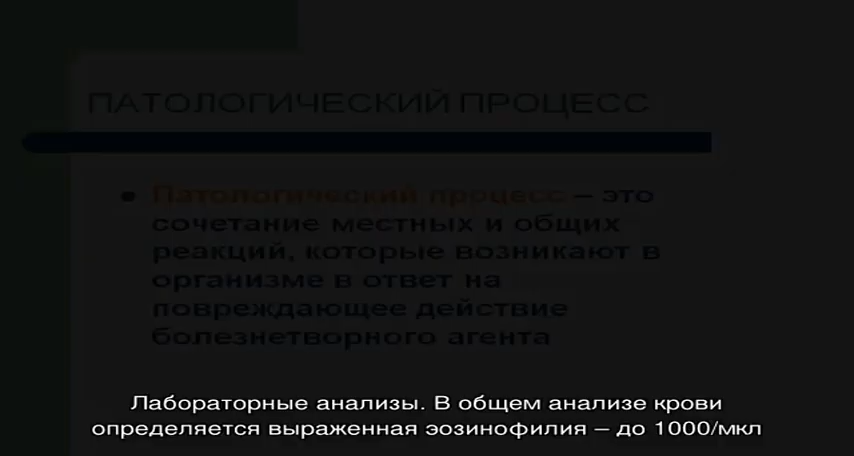 ПАТОЛОГИЧЕСКИЙ ПРОЦЕСС
• Патологический процесс – это
сочетание местных и общих
реакций, которые возникают в
организме в ответ на
повреждающее действие
болезнетворного агента
Лабораторные анализы. В общем анализе крови
определяется выраженная эозинофилия – до 1000/мкл